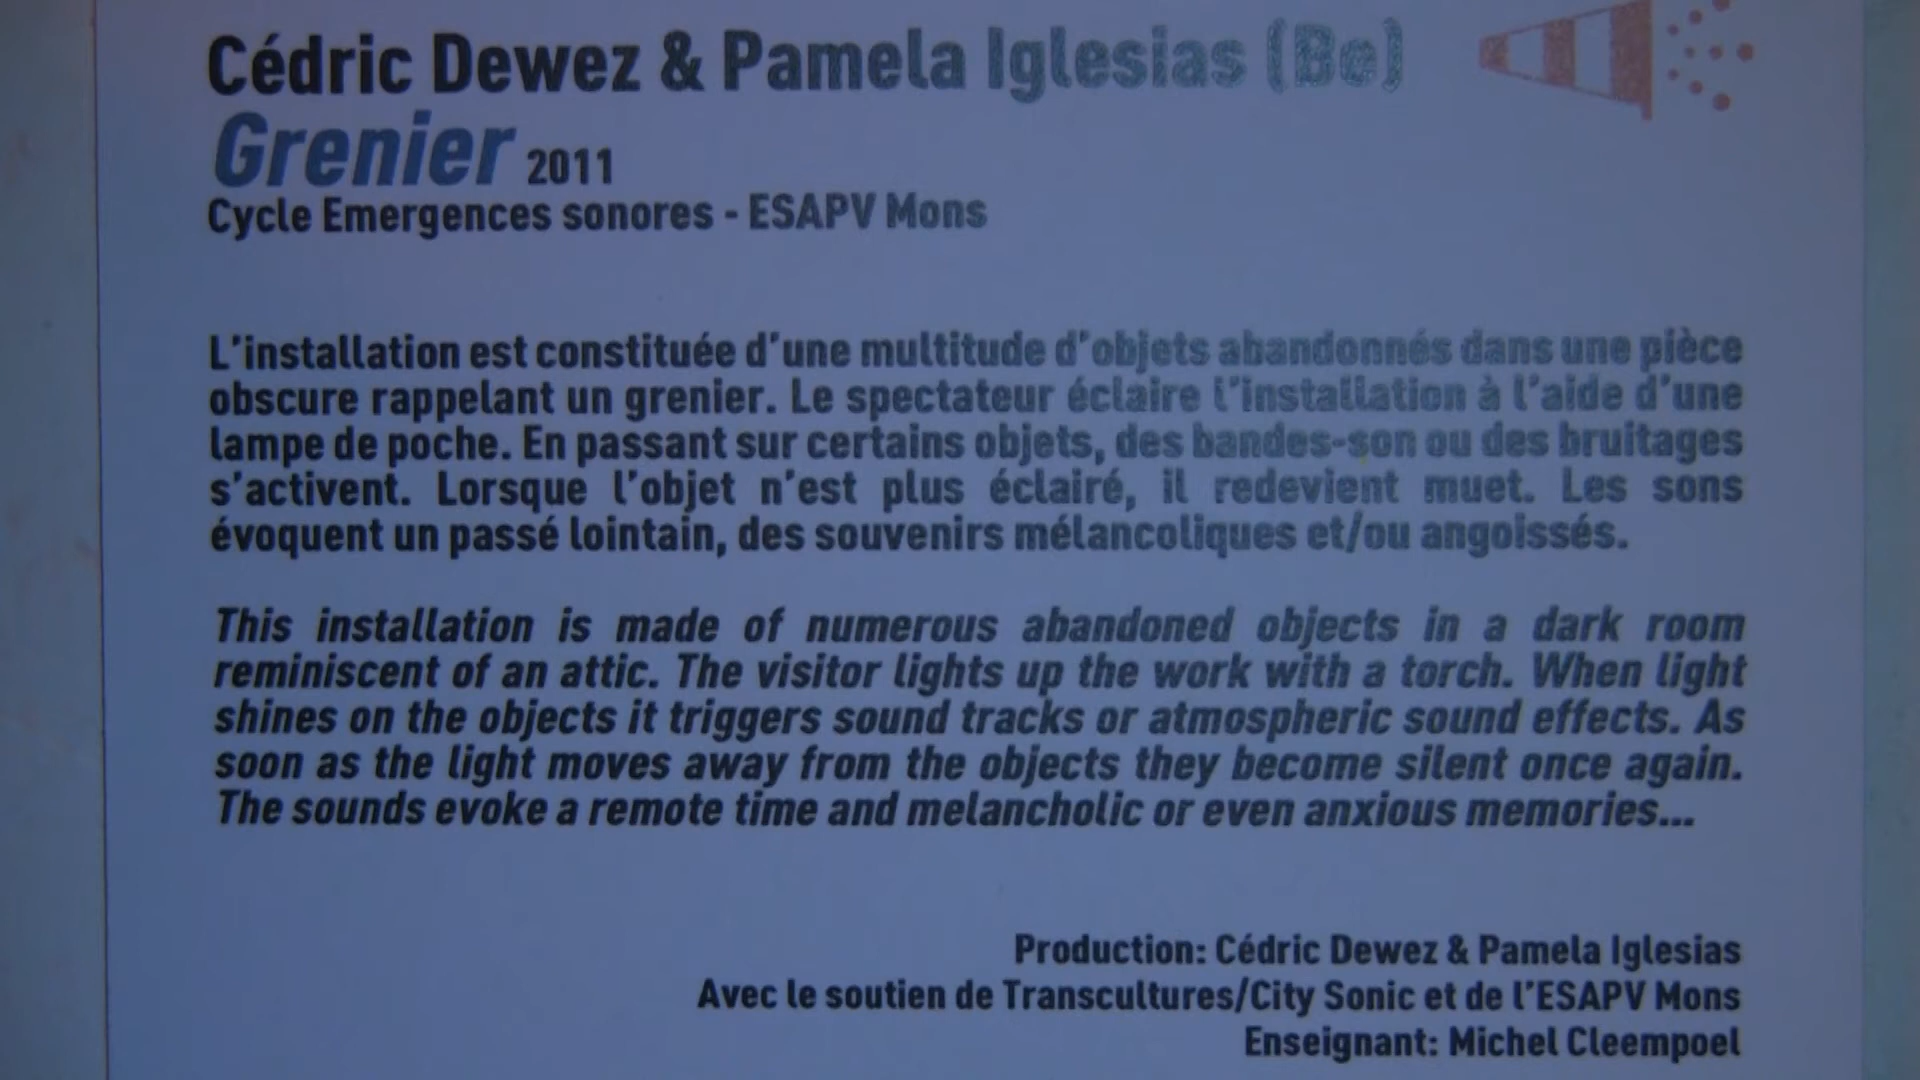 Cédric Dewez & Pamela Iglesias (Be)
Grenier 2011
Cycle Emergences sonores - ESAPV Mons
L'installation est constituée d'une multitude d'objets abandonnés dans une pièce
obscure rappelant un grenier. Le spectateur éclaire l'installation à l'aide d'une
lampe de poche. En passant sur certains objets, des bandes-son ou des bruitages
s'activent. Lorsque l'objet n'est plus éclairé, il redevient muet. Les sons
évoquent un passé lointain, des souvenirs mélancoliques et/ou angoissés.
This installation is made of numerous abandoned objects in a dark room
reminiscent of an attic. The visitor lights up the work with a torch. When light
shines on the objects it triggers sound tracks or atmospheric sound effects. As
soon as the light moves away from the objects they become silent once again.
The sounds evoke a remote time and melancholic or even anxious memories...
Production: Cédric Dewez & Pamela Iglesias
Avec le soutien de Transcultures/City Sonic et de l'ESAPV Mons
Enseignant: Michel Cleempoel